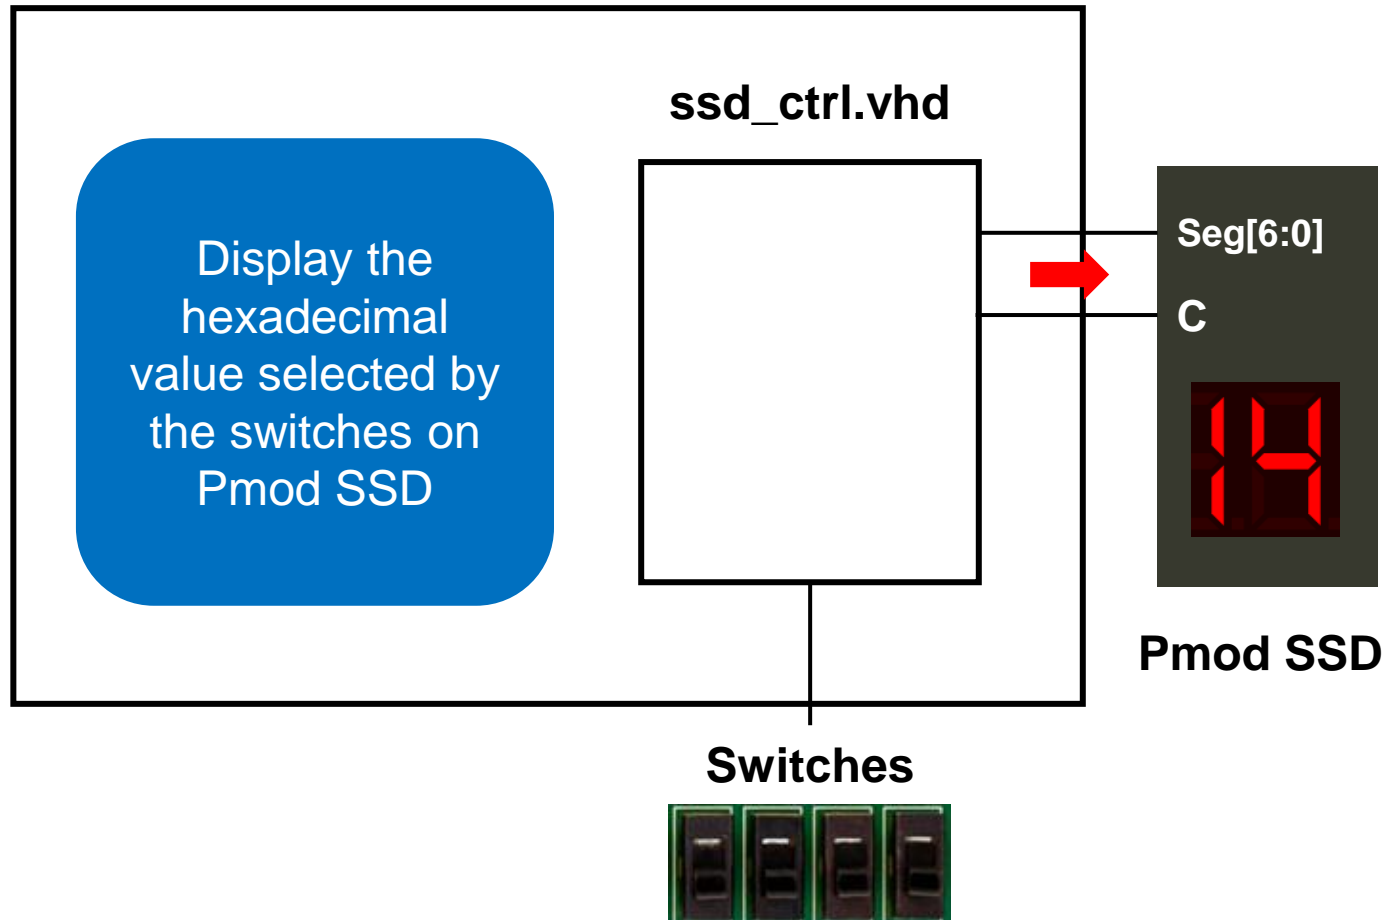 ssd_ctrl.vhd
Display the
hexadecimal
value selected by
the switches on
Pmod SSD
Seg[6:0]
C
14
Pmod SSD
Switches